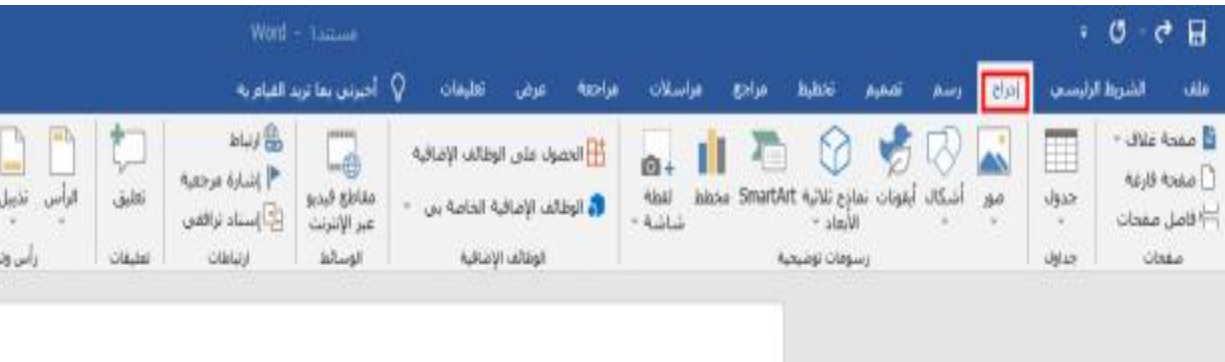 مستند1 - Word
ملف الشريط الرئيسي إدراج رسم تصميم تخطيط مراجع مراسلات مراجعة عرض تعليمات أخبرني بما تريد القيام به
صفحة غلاف
صفحة فارغة
فاصل صفحات
صفحات
جدول
جداول
صور
أشكال
أيقونات
نماذج ثلاثية
الأبعاد
SmartArt
مخطط
لقطة
شاشة
رسومات توضيحية
الحصول على الوظائف الإضافية
الوظائف الإضافية الخاصة بي
الوظائف الإضافية
مقاطع فيديو
عبر الإنترنت
الوسائط
ارتباط
إشارة مرجعية
إسناد ترافقي
ارتباطات
تعليق
تعليقات
الرأس
تذييل
رأس